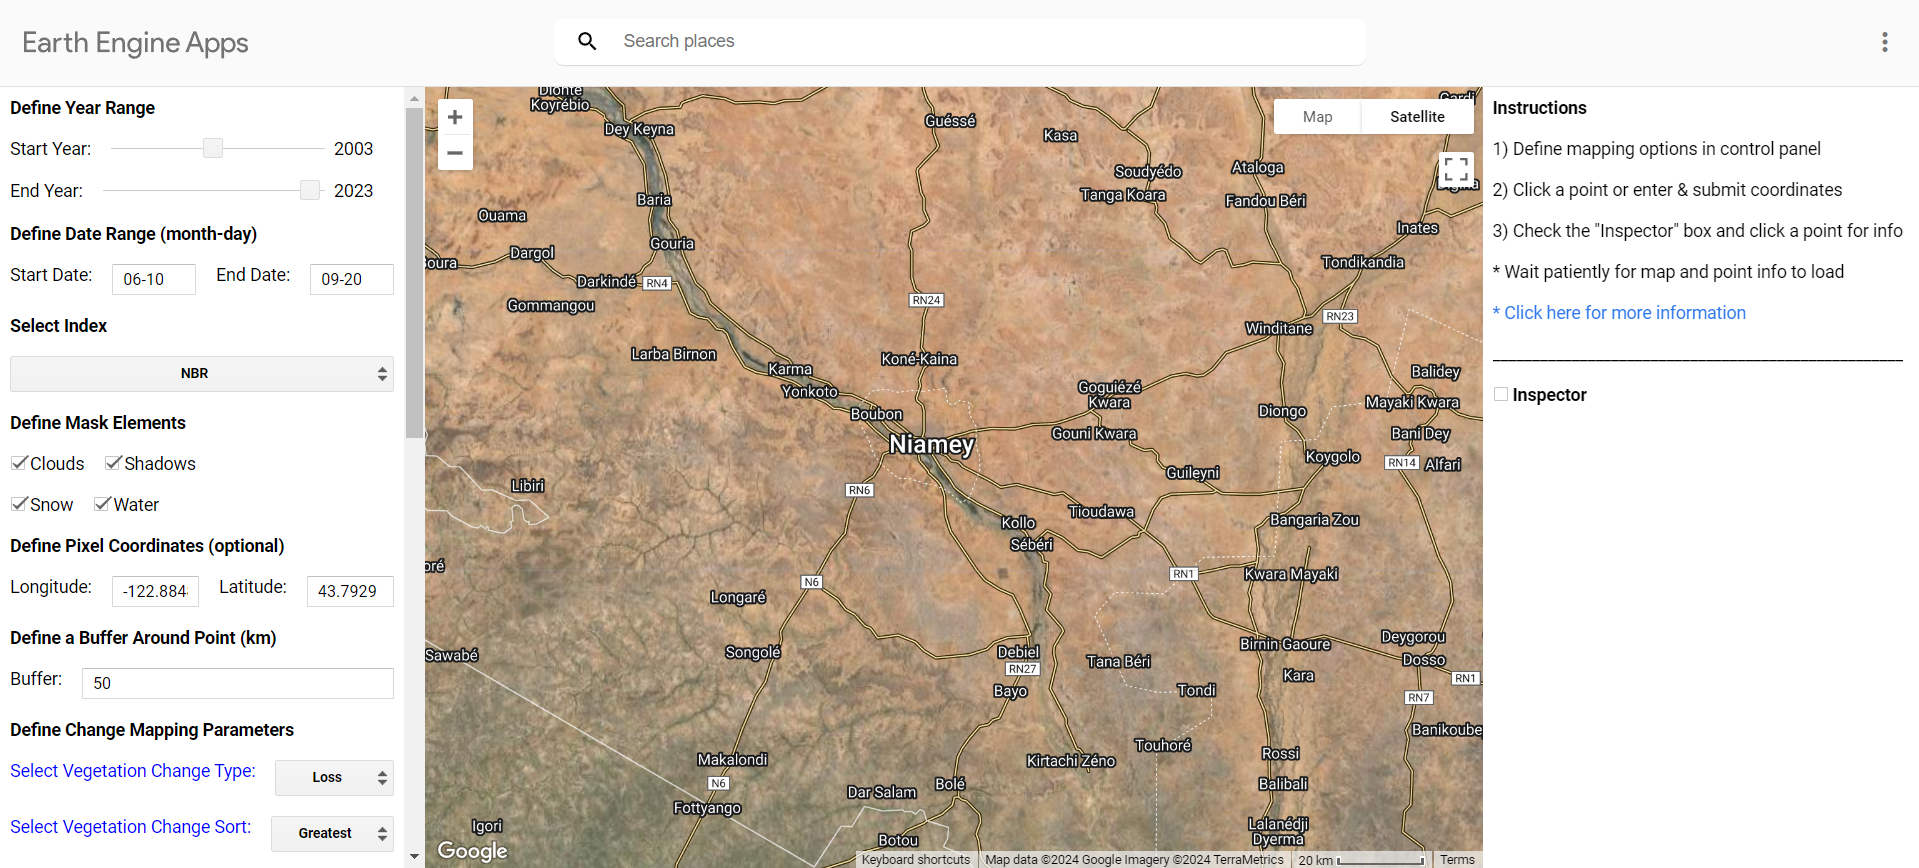 Earth Engine Apps
Search places
Define Year Range
Start Year: 2003
End Year: 2023
Define Date Range (month-day)
Start Date: 06-10 End Date: 09-20
Select Index
NBR
Define Mask Elements
Clouds Shadows
Snow Water
Define Pixel Coordinates (optional)
Longitude: -122.884 Latitude: 43.7929
Define a Buffer Around Point (km)
Buffer: 50
Define Change Mapping Parameters
Select Vegetation Change Type: Loss
Select Vegetation Change Sort: Greatest
+
−
Map Satellite
Koyrébio
Dey Keyna
Guéssé
Kasa
Soudyédo
Tanga Koara
Ataloga
Fandou Béri
Baria
Ouama
Inates
Gouria
Dargol
Tondikandia
Darkindé
RN4
Gommangou
RN24
RN23
Winditane
Larba Birnon
Koné-Kaina
Karma
Balidey
Yonkoto
Goguiézé
Kwara
Mayaki Kwara
Boubon
Diongo
Niamey
Gouni Kwara
Bani Dey
Koygolo
RN14
Alfari
Guileyni
Libiri
RN6
Tioudawa
Kollo
Bangaria Zou
Sébéri
RN1
Kwara Mayaki
N6
Longaré
Deygorou
Birnin Gaoure
Songolé
Debiel
Sawabé
Tana Béri
Dosso
RN27
Kara
RN1
Bayo
Tondi
RN7
Banikoube
Touhoré
Rossi
Makalondi
Kirtachi Zéno
N6
Bolé
Balibali
Dar Salam
Fottyango
Igori
Lalanédji
Dyerma
Botou
Google
Keyboard shortcuts Map data ©2024 Google Imagery ©2024 TerraMetrics 20 km Terms
Instructions
1) Define mapping options in control panel
2) Click a point or enter & submit coordinates
3) Check the "Inspector" box and click a point for info
* Wait patiently for map and point info to load
* Click here for more information
Inspector